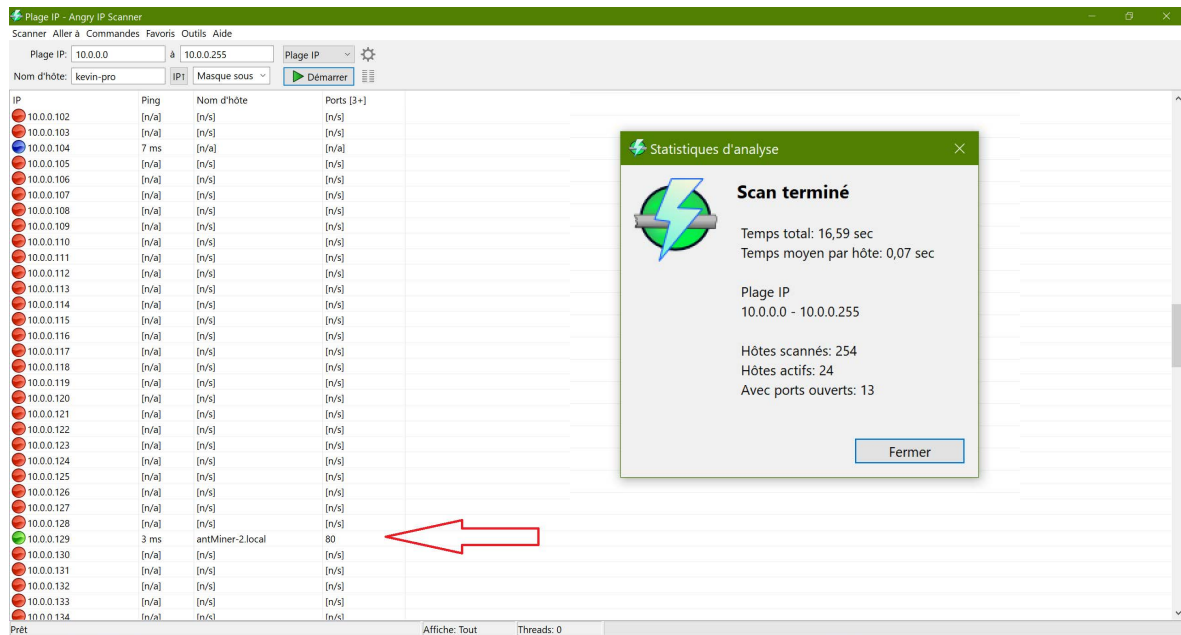 Plage IP - Angry IP Scanner
Scanner Aller à Commandes Favoris Outils Aide
Plage IP: 10.0.0.0 à 10.0.0.255 Plage IP
Nom d'hôte: kevin-pro IP↑ Masque sous Démarrer
IP Ping Nom d'hôte Ports [3+]
10.0.0.102 [n/a] [n/s] [n/s]
10.0.0.103 [n/a] [n/s] [n/s]
10.0.0.104 7 ms [n/a] [n/a]
10.0.0.105 [n/a] [n/s] [n/s]
10.0.0.106 [n/a] [n/s] [n/s]
10.0.0.107 [n/a] [n/s] [n/s]
10.0.0.108 [n/a] [n/s] [n/s]
10.0.0.109 [n/a] [n/s] [n/s]
10.0.0.110 [n/a] [n/s] [n/s]
10.0.0.111 [n/a] [n/s] [n/s]
10.0.0.112 [n/a] [n/s] [n/s]
10.0.0.113 [n/a] [n/s] [n/s]
10.0.0.114 [n/a] [n/s] [n/s]
10.0.0.115 [n/a] [n/s] [n/s]
10.0.0.116 [n/a] [n/s] [n/s]
10.0.0.117 [n/a] [n/s] [n/s]
10.0.0.118 [n/a] [n/s] [n/s]
10.0.0.119 [n/a] [n/s] [n/s]
10.0.0.120 [n/a] [n/s] [n/s]
10.0.0.121 [n/a] [n/s] [n/s]
10.0.0.122 [n/a] [n/s] [n/s]
10.0.0.123 [n/a] [n/s] [n/s]
10.0.0.124 [n/a] [n/s] [n/s]
10.0.0.125 [n/a] [n/s] [n/s]
10.0.0.126 [n/a] [n/s] [n/s]
10.0.0.127 [n/a] [n/s] [n/s]
10.0.0.128 [n/a] [n/s] [n/s]
10.0.0.129 3 ms antMiner-2.local 80
10.0.0.130 [n/a] [n/s] [n/s]
10.0.0.131 [n/a] [n/s] [n/s]
10.0.0.132 [n/a] [n/s] [n/s]
10.0.0.133 [n/a] [n/s] [n/s]
10.0.0.134 [n/a] [n/s] [n/s]
Prêt Affiche: Tout Threads: 0
Statistiques d'analyse
Scan terminé
Temps total: 16,59 sec
Temps moyen par hôte: 0,07 sec
Plage IP
10.0.0.0 - 10.0.0.255
Hôtes scannés: 254
Hôtes actifs: 24
Avec ports ouverts: 13
Fermer